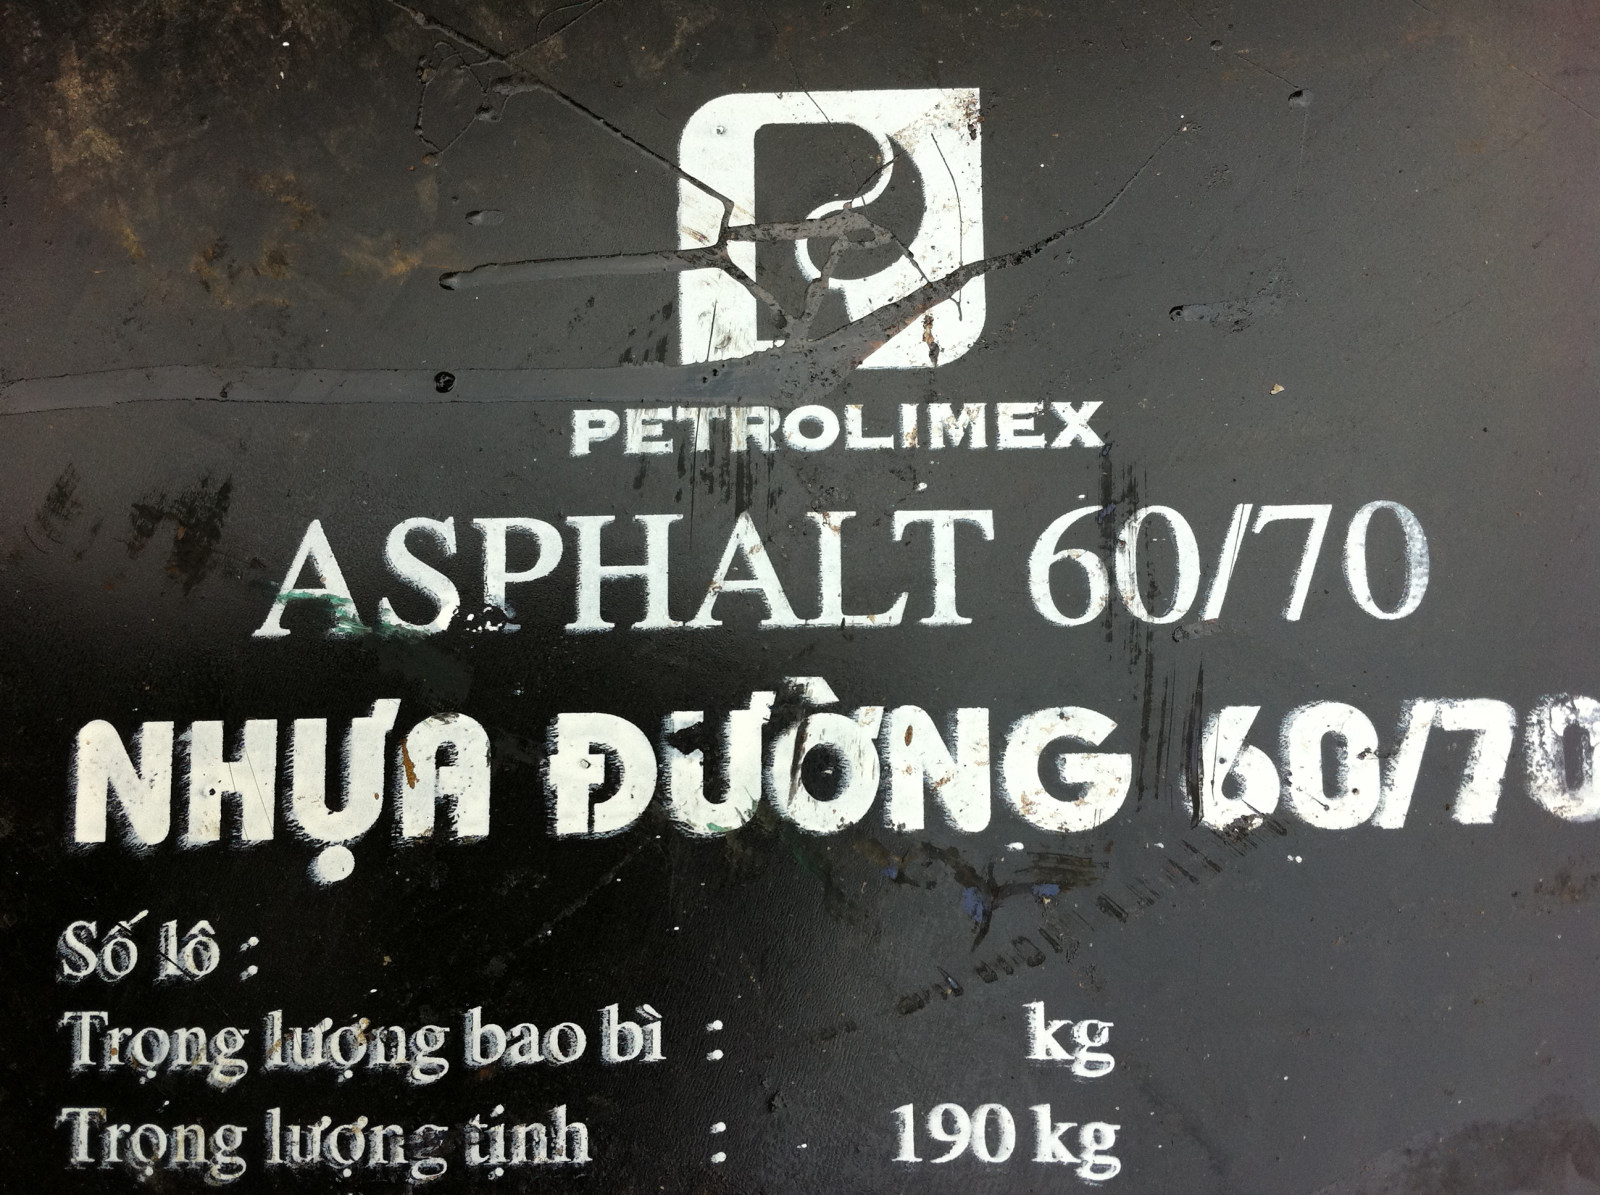 PETROLIMEX
ASPHALT 60/70
NHỰA ĐƯỜNG 60/70
Số lô :
Trọng lượng bao bì : kg
Trọng lượng tịnh : 190 kg